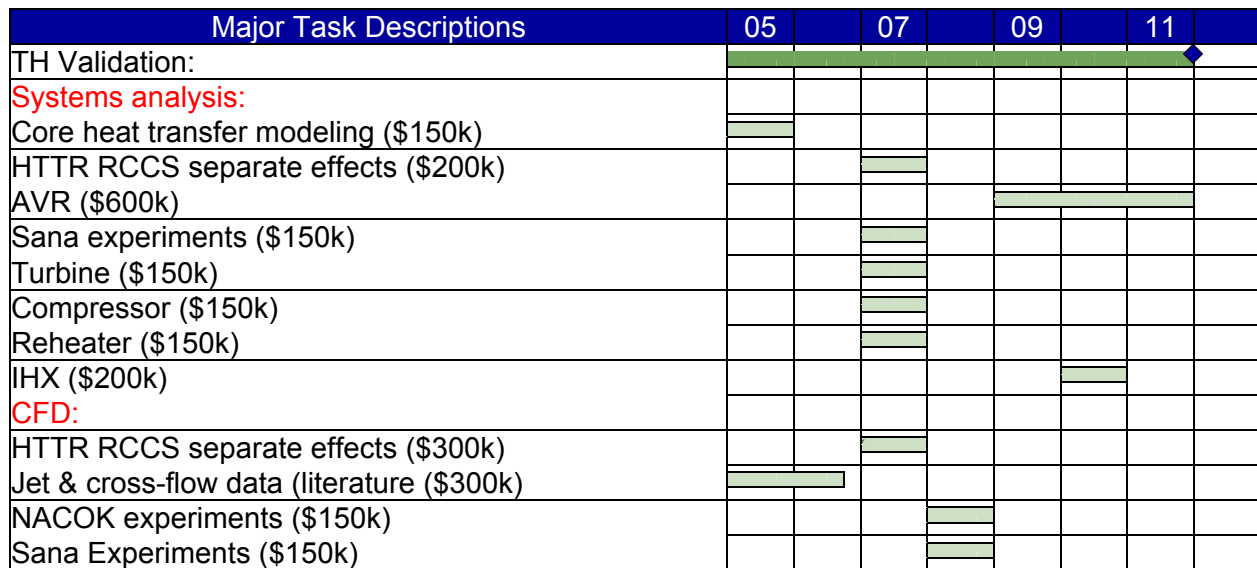 Major Task Descriptions 05 07 09 11
TH Validation:
Systems analysis:
Core heat transfer modeling ($150k)
HTTR RCCS separate effects ($200k)
AVR ($600k)
Sana experiments ($150k)
Turbine ($150k)
Compressor ($150k)
Reheater ($150k)
IHX ($200k)
CFD:
HTTR RCCS separate effects ($300k)
Jet & cross-flow data (literature ($300k)
NACOK experiments ($150k)
Sana Experiments ($150k)